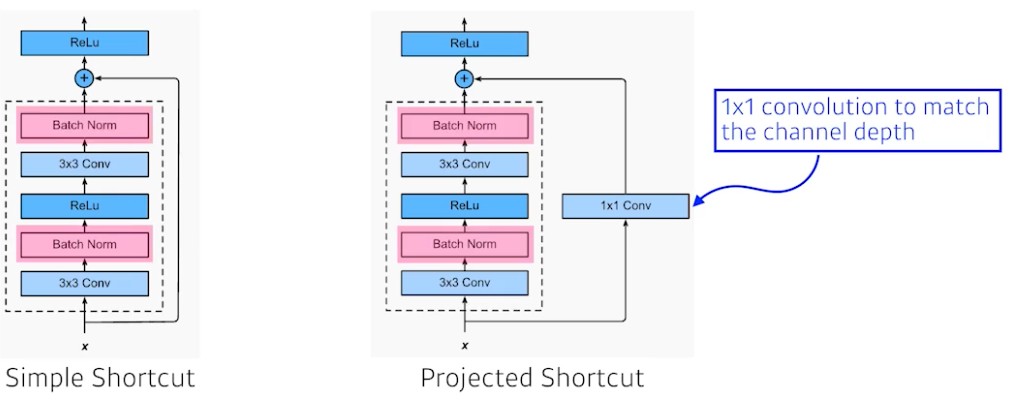 ReLu
+
Batch Norm
3x3 Conv
ReLu
Batch Norm
3x3 Conv
x
Simple Shortcut
ReLu
+
Batch Norm
3x3 Conv
ReLu
Batch Norm
3x3 Conv
x
1x1 Conv
Projected Shortcut
1x1 convolution to match
the channel depth